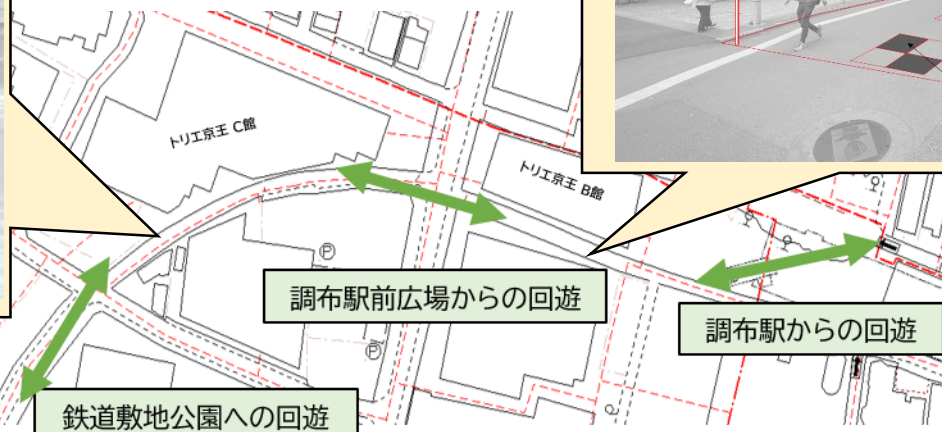 トリエ京王 C館
トリエ京王 B館
P
調布駅前広場からの回遊
調布駅からの回遊
P
鉄道敷地公園への回遊